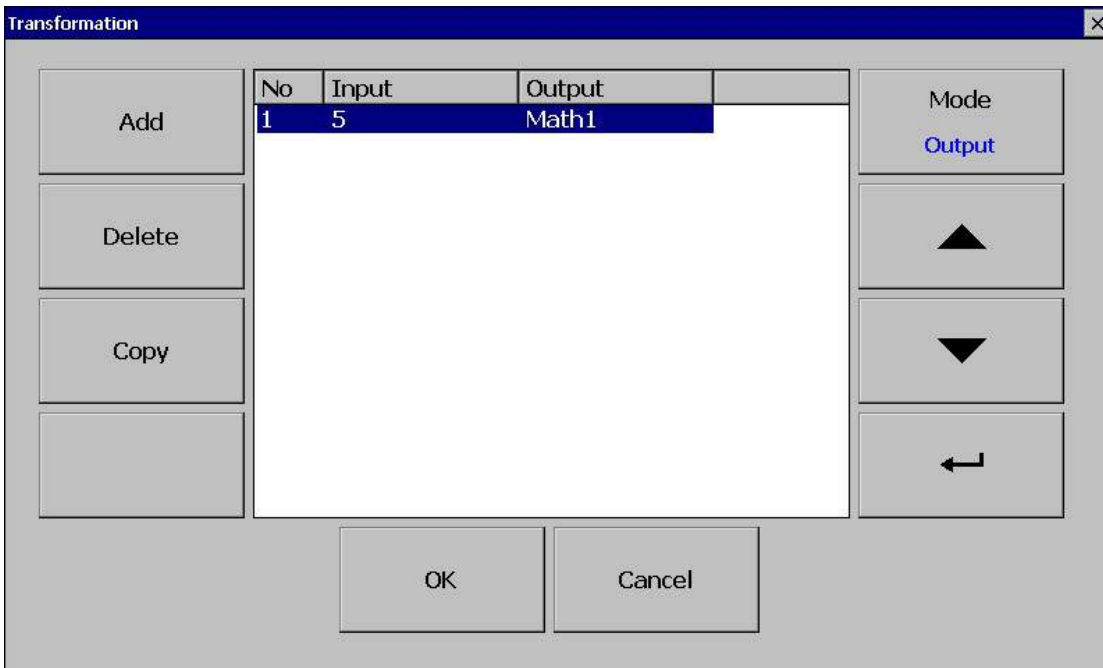 Transformation
Add
Delete
Copy
No Input Output
1 5 Math1
Mode
Output
OK
Cancel